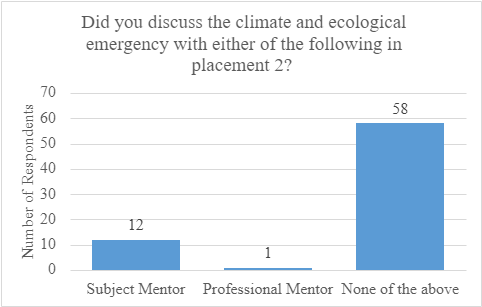 Did you discuss the climate and ecological
emergency with either of the following in
placement 2?
Number of Respondents
70
60
50
40
30
20
10
0
12
1
58
Subject Mentor
Professional Mentor
None of the above